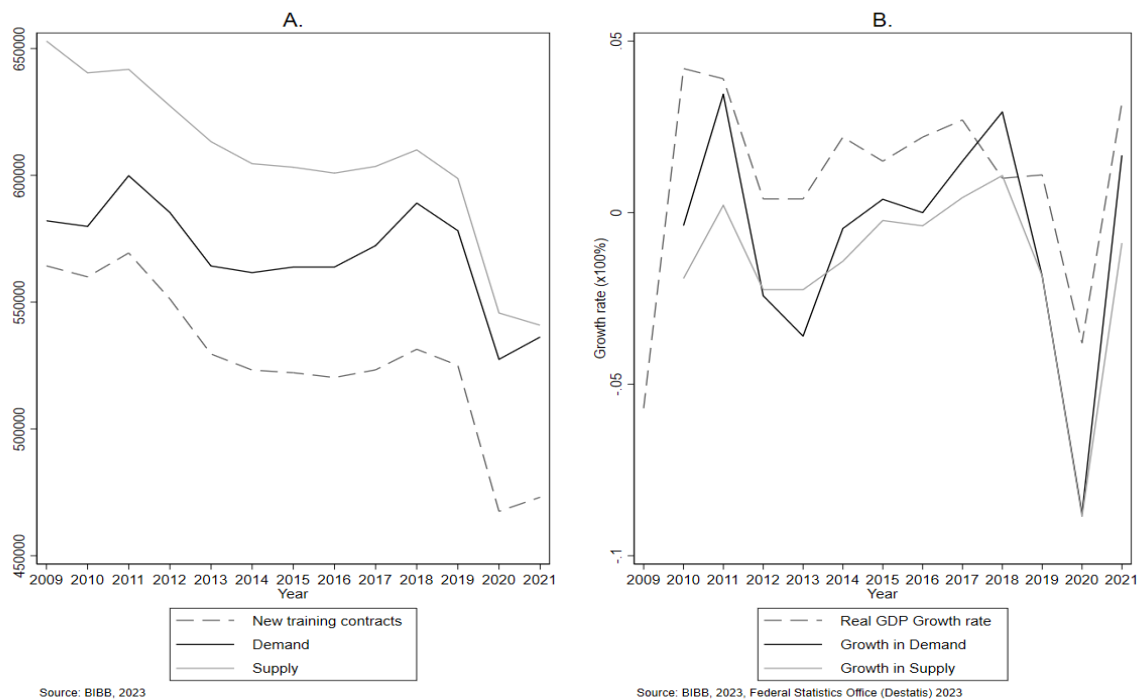 A.
650000
600000
550000
500000
450000
2009 2010 2011 2012 2013 2014 2015 2016 2017 2018 2019 2020 2021
Year
New training contracts
Demand
Supply
Source: BIBB, 2023
B.
Growth rate (x100%)
.05
0
-.05
-.1
2009 2010 2011 2012 2013 2014 2015 2016 2017 2018 2019 2020 2021
Year
Real GDP Growth rate
Growth in Demand
Growth in Supply
Source: BIBB, 2023, Federal Statistics Office (Destatis) 2023